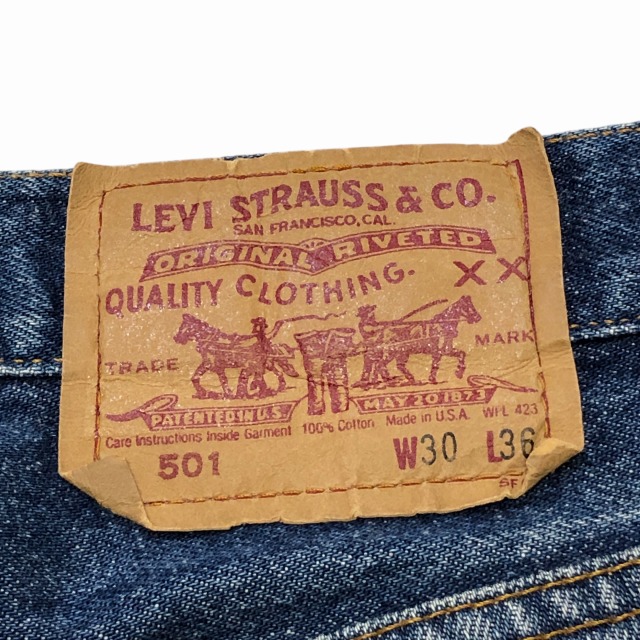 LEVI STRAUSS & CO.
SAN FRANCISCO, CAL.
ORIGINAL RIVETED
QUALITY CLOTHING. XX
TRADE MARK
PATENTED IN U.S. MAY 20 1873
Care Instructions Inside Garment 100% Cotton Made in U.S.A. WPL 423
501 W30 L36
SF